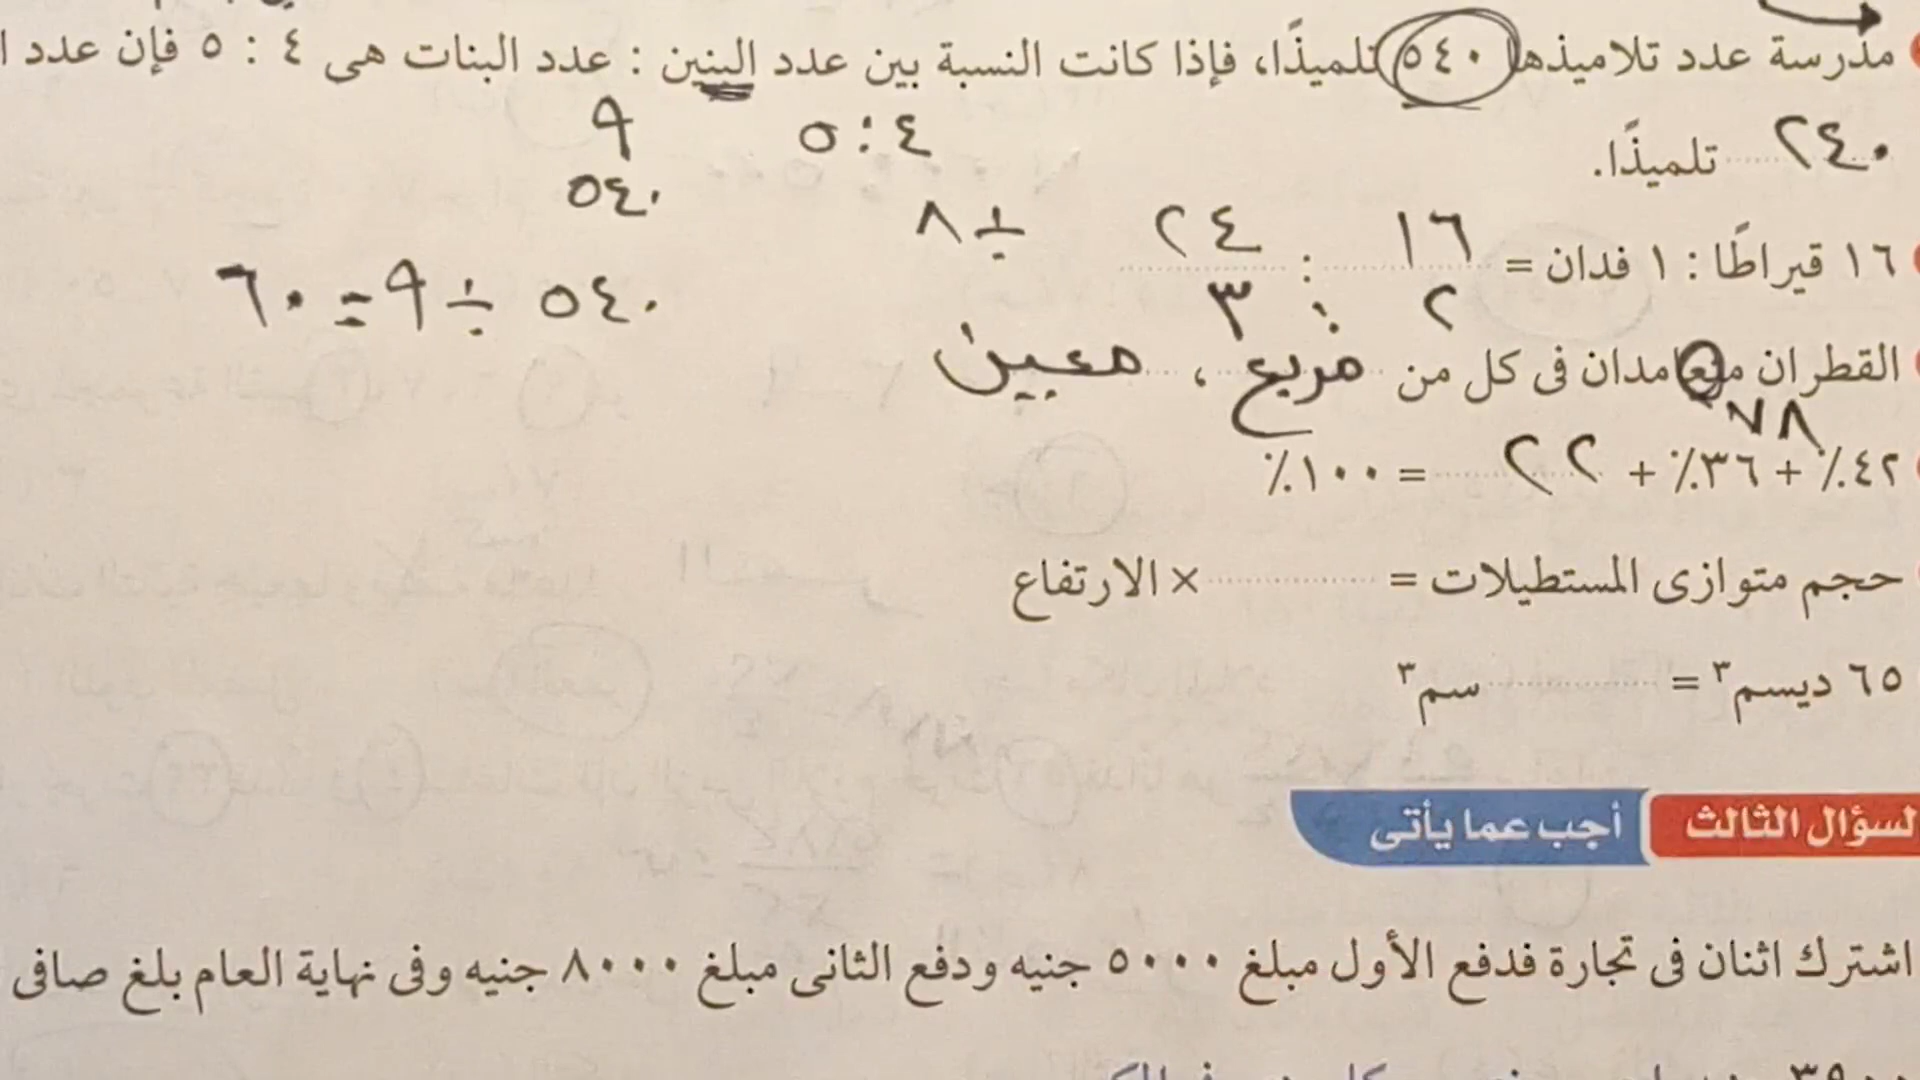 مدرسة عدد تلاميذها ٥٤٠ تلميذًا، فإذا كانت النسبة بين عدد البنين : عدد البنات هى ٤ : ٥ فإن عدد
٩ ٥:٤
٢٤٠ تلميذًا.
٥٤٠
١٦ قيراطًا : ١ فدان = ١٦ : ٢٤ ÷ ٨
٢ : ٣
٥٤٠ ÷ ٩ = ٦٠
القطران متعامدان فى كل من مربع ، معين
٧٨
٤٢٪ + ٣٦٪ + ٢٢ = ١٠٠٪
حجم متوازى المستطيلات = × الارتفاع
٦٥ ديسم٣ = سم٣
لسؤال الثالث أجب عما يأتى
اشترك اثنان فى تجارة فدفع الأول مبلغ ٥٠٠٠ جنيه ودفع الثانى مبلغ ٨٠٠٠ جنيه وفى نهاية العام بلغ صافى